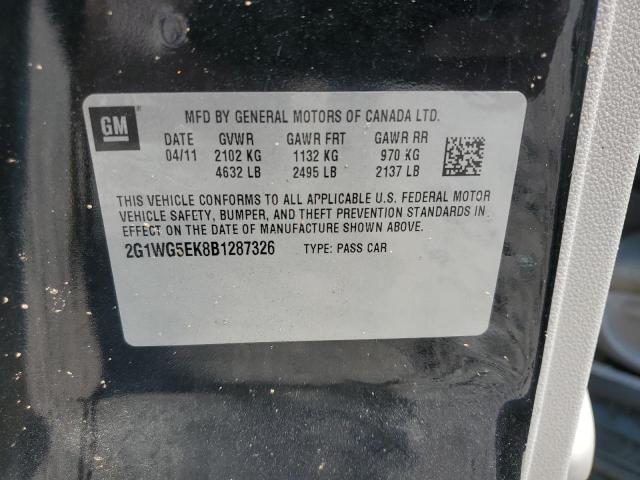 GM
MFD BY GENERAL MOTORS OF CANADA LTD.
DATE GVWR GAWR FRT GAWR RR
04/11 2102 KG 1132 KG 970 KG
4632 LB 2495 LB 2137 LB
THIS VEHICLE CONFORMS TO ALL APPLICABLE U.S. FEDERAL MOTOR
VEHICLE SAFETY, BUMPER, AND THEFT PREVENTION STANDARDS IN
EFFECT ON THE DATE OF MANUFACTURE SHOWN ABOVE.
2G1WG5EK8B1287326 TYPE: PASS CAR